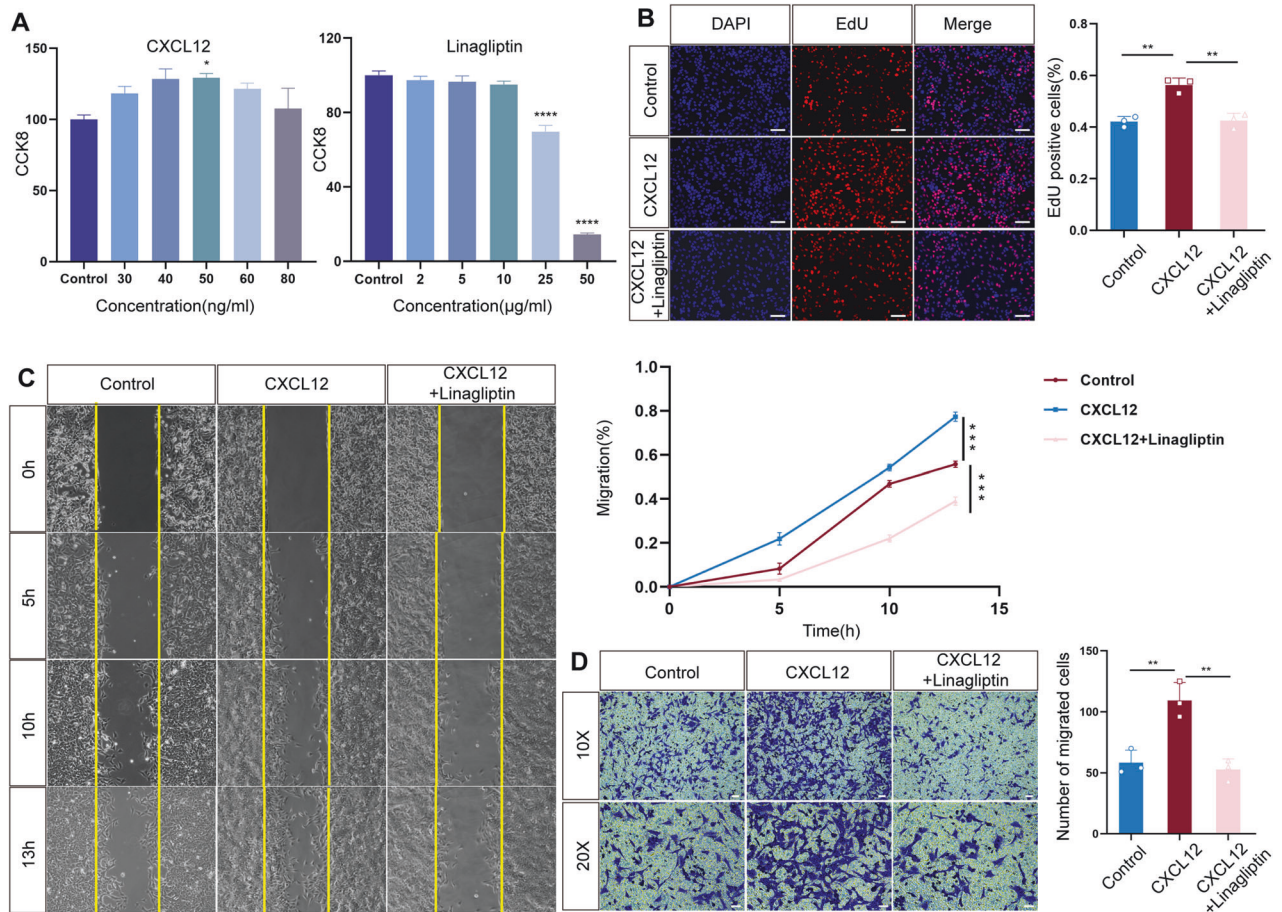 A
CXCL12
CCK8
150
100
50
0
*
Control 30 40 50 60 80
Concentration(ng/ml)
Linagliptin
CCK8
120
80
40
0
****
****
Control 2 5 10 25 50
Concentration(µg/ml)
B
DAPI EdU Merge
Control
CXCL12
CXCL12
+Linagliptin
EdU positive cells(%)
0.8
0.6
0.4
0.2
0.0
** **
Control
CXCL12
CXCL12
+Linagliptin
C
Control CXCL12 CXCL12
+Linagliptin
0h
5h
10h
13h
Migration(%)
1.0
0.8
0.6
0.4
0.2
0.0
0 5 10 15
Time(h)
***
***
Control
CXCL12
CXCL12+Linagliptin
D
Control CXCL12 CXCL12
+Linagliptin
10X
20X
Number of migrated cells
150
100
50
0
** **
Control
CXCL12
CXCL12
+Linagliptin